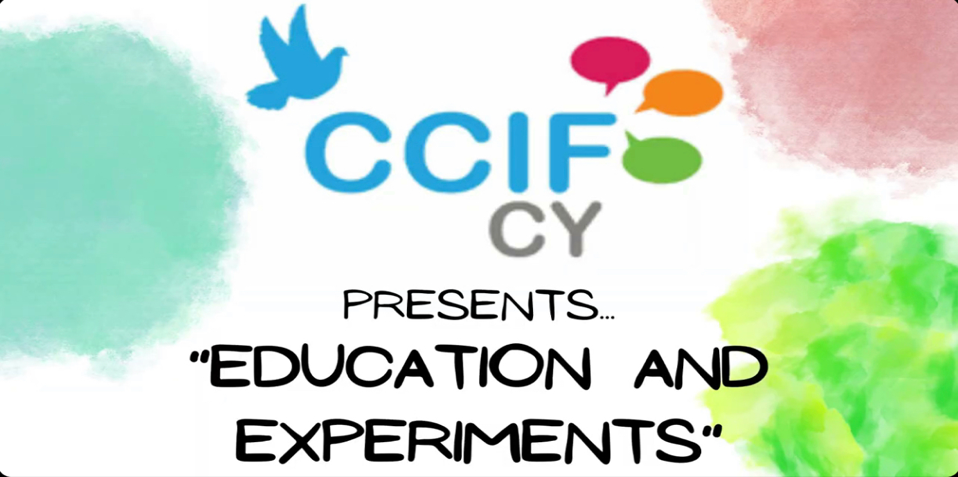 CCIF
CY
PRESENTS...
"EDUCATION AND
EXPERIMENTS"